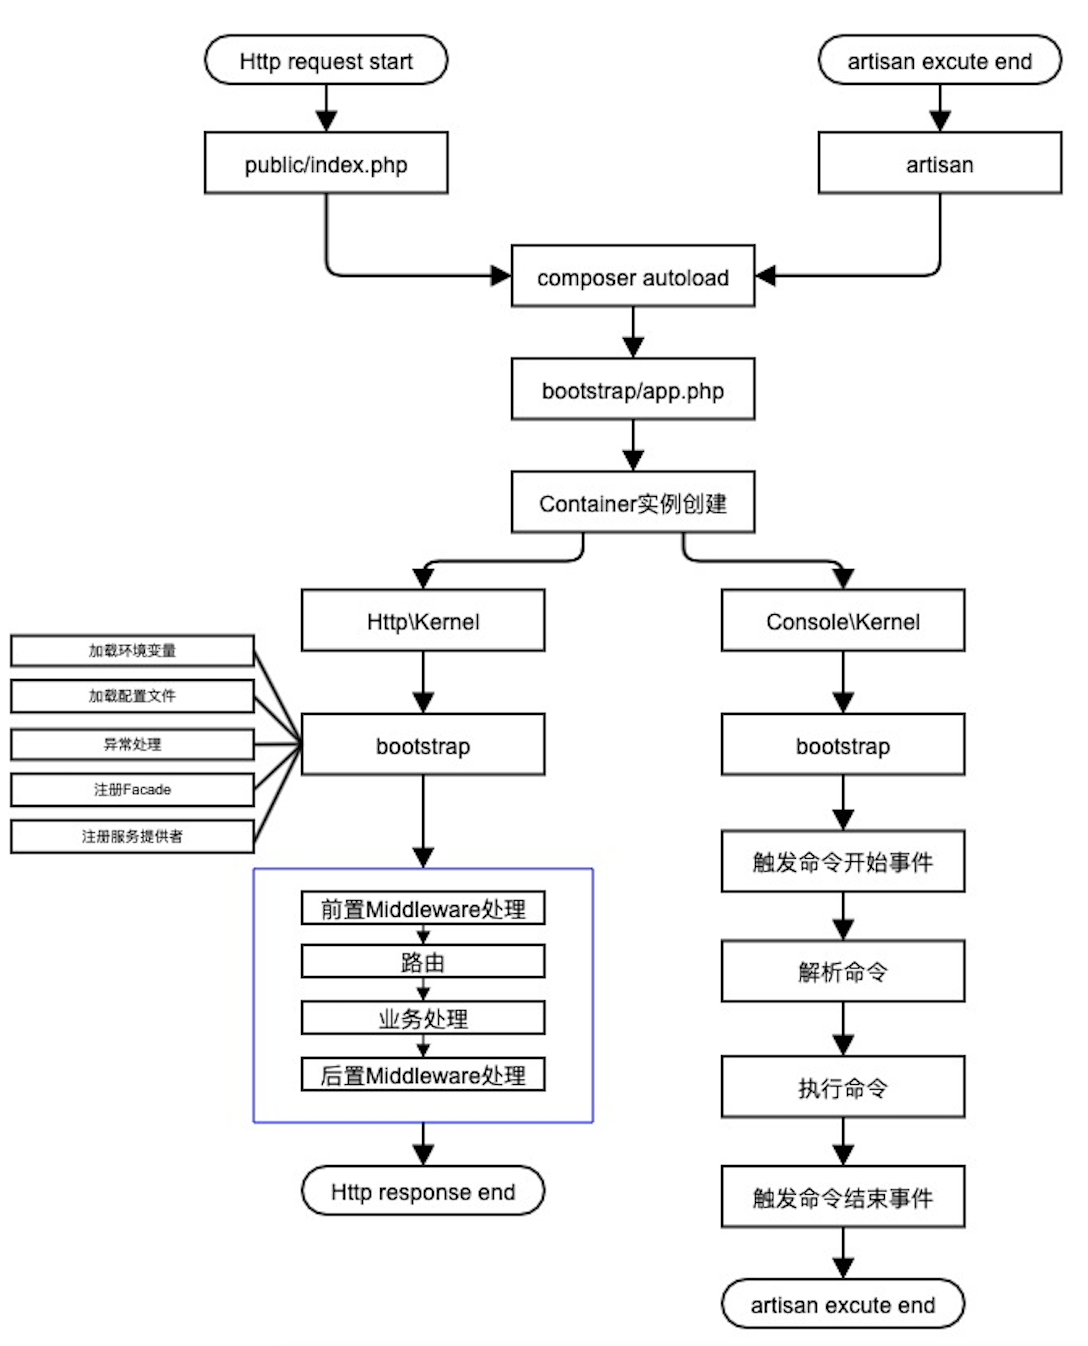 Http request start
artisan excute end
public/index.php
artisan
composer autoload
bootstrap/app.php
Container实例创建
Http\Kernel
Console\Kernel
加载环境变量
加载配置文件
异常处理
注册Facade
注册服务提供者
bootstrap
bootstrap
前置Middleware处理
路由
业务处理
后置Middleware处理
Http response end
触发命令开始事件
解析命令
执行命令
触发命令结束事件
artisan excute end